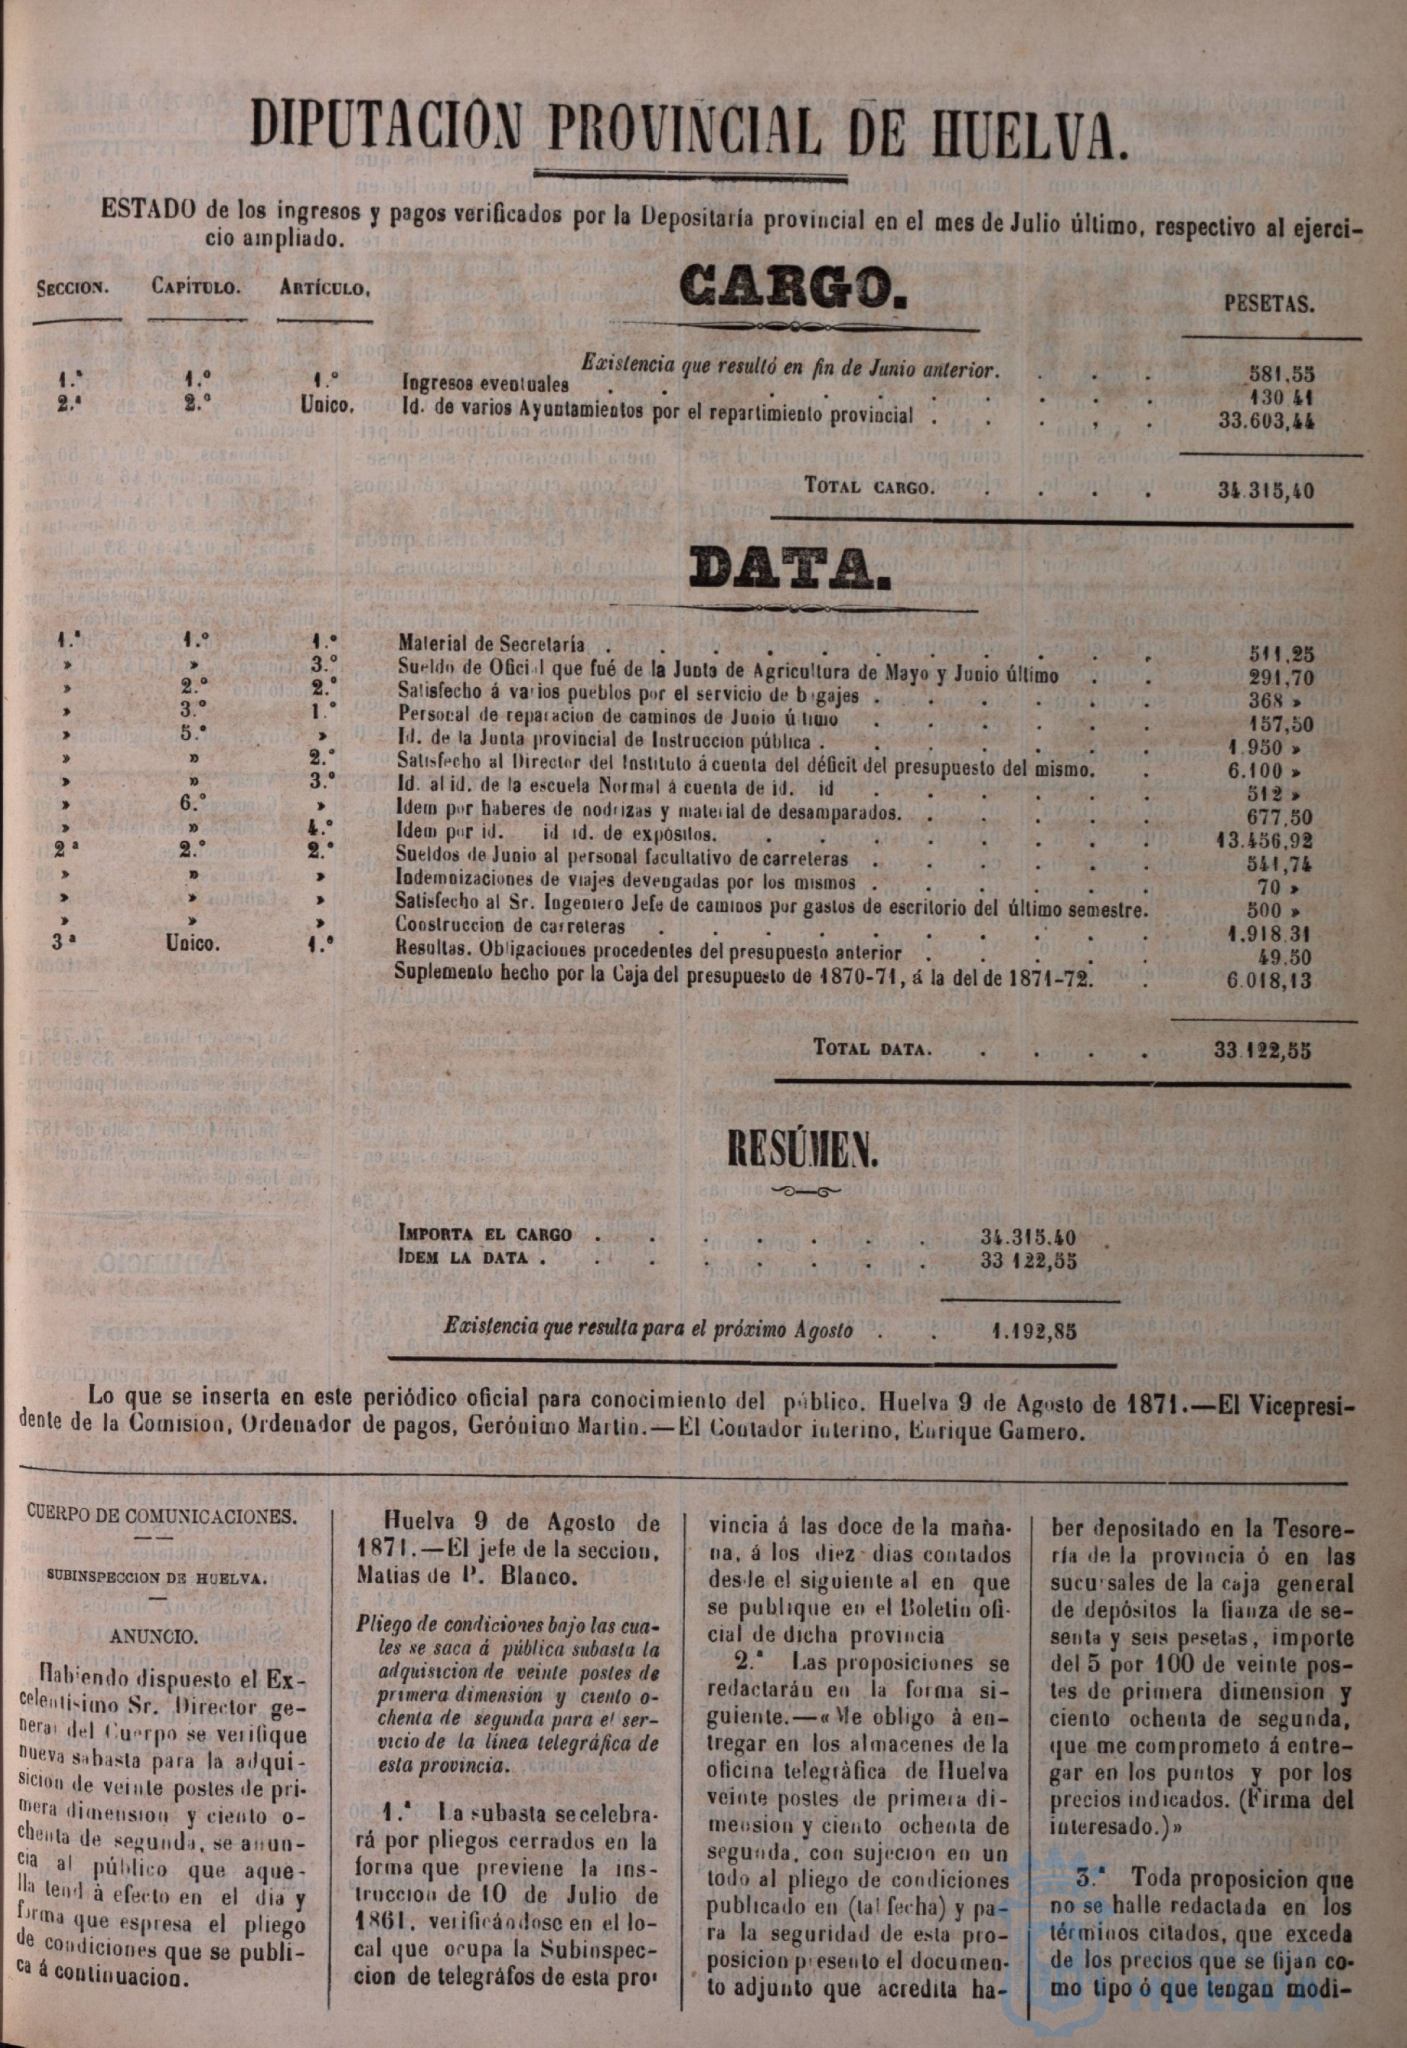 DIPUTACION PROVINCIAL DE HUELVA.
ESTADO de los ingresos y pagos verificados por la Depositaría provincial en el mes de Julio último, respectivo al ejerci-
cio ampliado.
SECCION. CAPÍTULO. ARTÍCULO, CARGO. PESETAS.
Existencia que resultó en fin de Junio anterior. . . . 581,55
1.ª 1.º 1.º Ingresos eventuales . . . . . . . . . . 130 41
2.ª 2.º Unico. Id. de varios Ayuntamientos por el repartimiento provincial . . . . . 33.603,44
TOTAL CARGO. . . . . 34.315,40
DATA.
1.ª 1.º 1.º Material de Secretaría . . . . . . . . . . . 511,25
» » 3.º Sueldo de Oficial que fué de la Junta de Agricultura de Mayo y Junio último . . 291,70
» 2.º 2.º Satisfecho á varios pueblos por el servicio de bagajes . . . . . . 368 »
» 3.º 1.º Personal de reparacion de caminos de Junio último . . . . . . 157,50
» 5.º » Id. de la Junta provincial de Instruccion pública . . . . . . . 1.950 »
» » 2.º Satisfecho al Director del Instituto á cuenta del déficit del presupuesto del mismo. . 6.100 »
» » 3.º Id. al id. de la escuela Normal á cuenta de id. id . . . . . . 512 »
» 6.º » Idem por haberes de nodrizas y material de desamparados. . . . . . 677,50
» » 4.º Idem por id. id id. de expósitos. . . . . . . . . 13.456,92
2ª 2.º 2.º Sueldos de Junio al personal facultativo de carreteras . . . . . . 541,74
» » » Indemnizaciones de viajes devengadas por los mismos . . . . . . 70 »
» » » Satisfecho al Sr. Ingeniero Jefe de caminos por gastos de escritorio del último semestre. 500 »
» » » Construccion de carreteras . . . . . . . . . . 1.918.31
3ª Unico. 1.º Resultas. Obligaciones procedentes del presupuesto anterior . . . . . 49.50
Suplemento hecho por la Caja del presupuesto de 1870-71, á la del de 1871-72. . 6.018,13
TOTAL DATA. . . . . 33.122,55
RESÚMEN.
IMPORTA EL CARGO . . . . . . . 34.315.40
IDEM LA DATA . . . . . . . . 33 122,55
Existencia que resulta para el próximo Agosto . . 1.192,85
Lo que se inserta en este periódico oficial para conocimiento del público. Huelva 9 de Agosto de 1871.—El Vicepresi-
dente de la Comision, Ordenador de pagos, Gerónimo Martin.—El Contador interino, Enrique Gamero.
CUERPO DE COMUNICACIONES.
SUBINSPECCION DE HUELVA.
ANUNCIO.
Habiendo dispuesto el Ex-
celentísimo Sr. Director ge-
neral del Cuerpo se verifique
nueva subasta para la adqui-
sicion de veinte postes de pri-
mera dimension y ciento o-
chenta de segunda, se anun-
cia al público que aque-
lla tend á efecto en el dia y
forma que espresa el pliego
de condiciones que se publi-
ca á continuacion.
Huelva 9 de Agosto de
1871.—El jefe de la seccion,
Matias de P. Blanco.
Pliego de condiciones bajo las cua-
les se saca á pública subasta la
adquisicion de veinte postes de
primera dimensión y ciento o-
chenta de segunda para el ser-
vicio de la línea telegráfica de
esta provincia.
1.ª La subasta se celebra-
rá por pliegos cerrados en la
forma que previene la ins-
truccion de 10 de Julio de
1861, verificándose en el lo-
cal que ocupa la Subinspec-
cion de telegráfos de esta pro-
vincia á las doce de la maña-
na, á los diez dias contados
desde el siguiente al en que
se publique en el Boletin ofi-
cial de dicha provincia
2.ª Las proposiciones se
redactarán en la forma si-
guiente.—«Me obligo á en-
tregar en los almacenes de la
oficina telegráfica de Huelva
veinte postes de primera di-
mension y ciento ochenta de
segunda, con sujecion en un
todo al pliego de condiciones
publicado en (tal fecha) y pa-
ra la seguridad de esta pro-
posicion presento el documen-
to adjunto que acredita ha-
ber depositado en la Tesore-
ría de la provincia ó en las
sucursales de la caja general
de depósitos la fianza de se-
senta y seis pesetas, importe
del 5 por 100 de veinte pos-
tes de primera dimension y
ciento ochenta de segunda,
que me comprometo á entre-
gar en los puntos y por los
precios indicados. (Firma del
interesado.)»
3.ª Toda proposicion que
no se halle redactada en los
términos citados, que exceda
de los precios que se fijan co-
mo tipo ó que tengan modi-
HUELVA